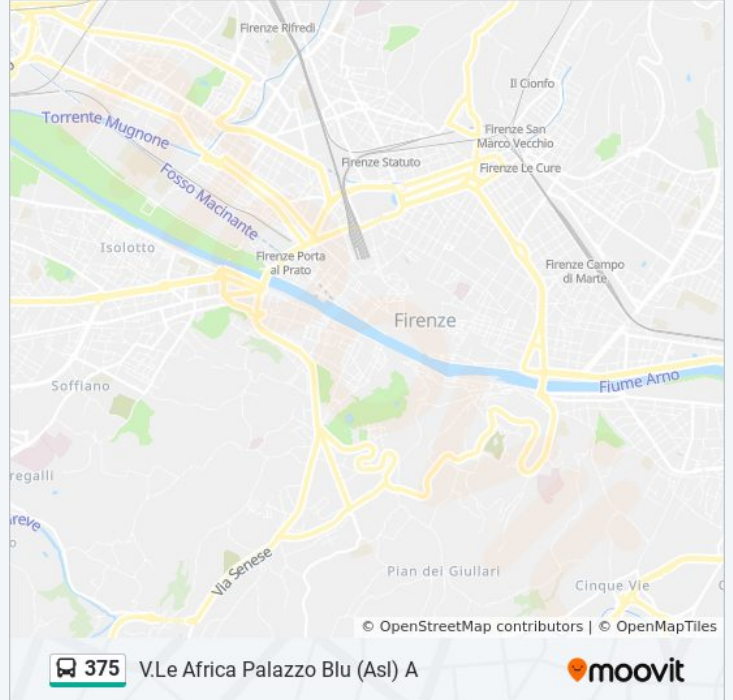 Firenze Rifredi
Il Cionfo
Torrente Mugnone
Firenze San
Marco Vecchio
Firenze Statuto
Firenze Le Cure
Fosso Macinante
Isolotto
Firenze Porta
al Prato
Firenze Campo
di Marte
Firenze
Fiume Arno
Soffiano
regalli
reve
Via Senese
Pian dei Giullari
Cinque Vie
© OpenStreetMap contributors | © OpenMapTiles
375 V.Le Africa Palazzo Blu (Asl) A
moovit